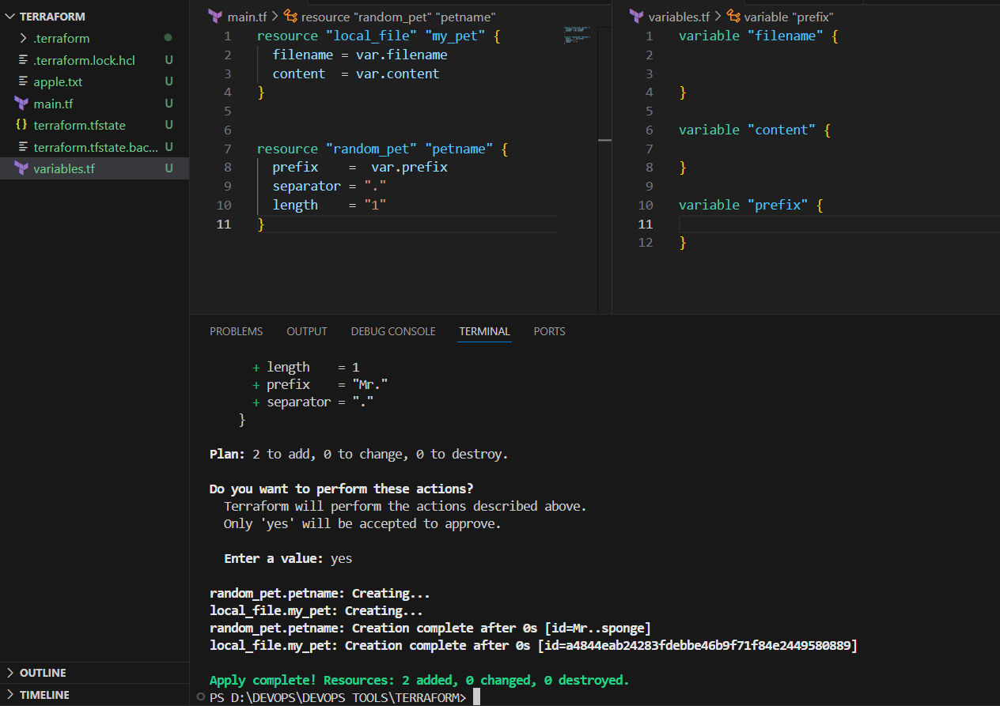 TERRAFORM
.terraform
.terraform.lock.hcl U
apple.txt U
main.tf U
{} terraform.tfstate U
terraform.tfstate.bac... U
variables.tf U
OUTLINE
TIMELINE
main.tf > resource "random_pet" "petname"
1 resource "local_file" "my_pet" {
2   filename = var.filename
3   content  = var.content
4 }
5
6
7 resource "random_pet" "petname" {
8   prefix    =  var.prefix
9   separator = "."
10   length    = "1"
11 }
variables.tf > variable "prefix"
1 variable "filename" {
2
3
4 }
5
6 variable "content" {
7
8 }
9
10 variable "prefix" {
11
12 }
PROBLEMS OUTPUT DEBUG CONSOLE TERMINAL PORTS
+ length    = 1
+ prefix    = "Mr."
+ separator = "."
}
Plan: 2 to add, 0 to change, 0 to destroy.
Do you want to perform these actions?
Terraform will perform the actions described above.
Only 'yes' will be accepted to approve.
Enter a value: yes
random_pet.petname: Creating...
local_file.my_pet: Creating...
random_pet.petname: Creation complete after 0s [id=Mr..sponge]
local_file.my_pet: Creation complete after 0s [id=a4844eab24283fdebbe46b9f71f84e2449580889]
Apply complete! Resources: 2 added, 0 changed, 0 destroyed.
PS D:\DEVOPS\DEVOPS TOOLS\TERRAFORM>